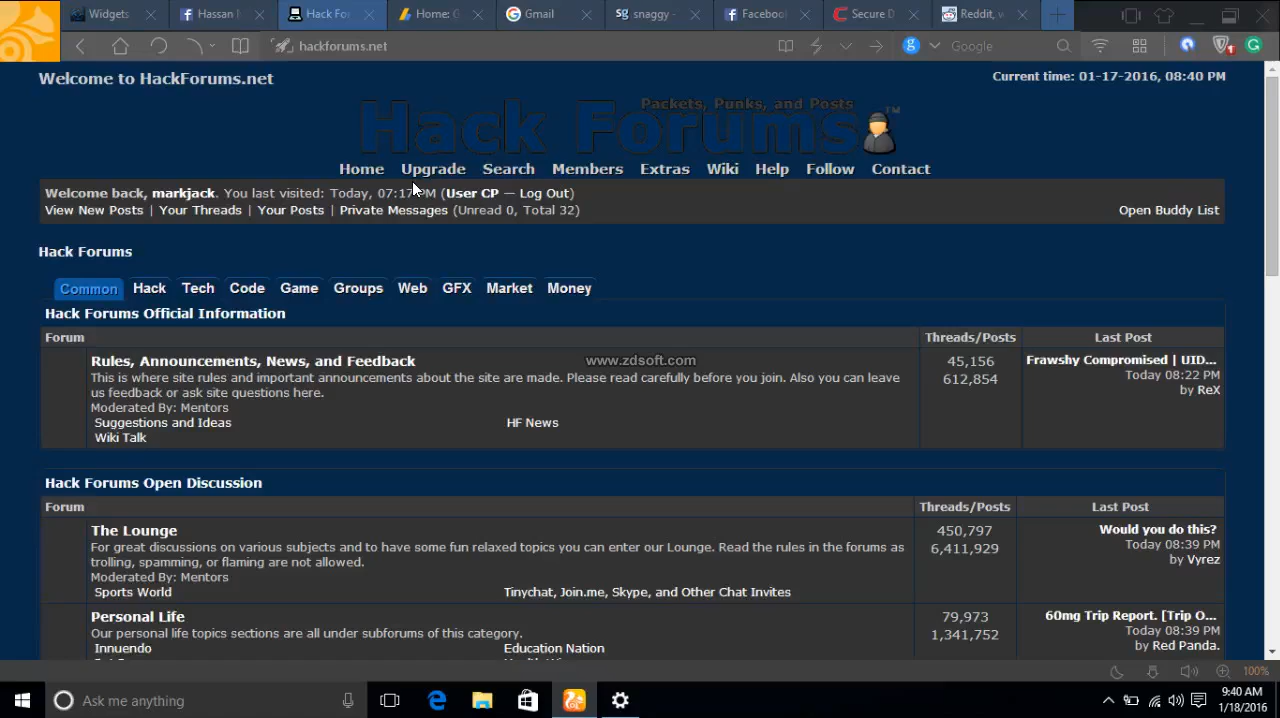 Widgets
Hassan
Hack For
Home: G
Gmail
snaggy -
Facebook
Secure D
Reddit, v
hackforums.net
Google
Welcome to HackForums.net
Current time: 01-17-2016, 08:40 PM
Packets, Punks, and Posts
Hack Forums™
Home Upgrade Search Members Extras Wiki Help Follow Contact
Welcome back, markjack. You last visited: Today, 07:17 PM (User CP — Log Out)
View New Posts | Your Threads | Your Posts | Private Messages (Unread 0, Total 32)
Open Buddy List
Hack Forums
Common Hack Tech Code Game Groups Web GFX Market Money
Hack Forums Official Information
Forum Threads/Posts Last Post
Rules, Announcements, News, and Feedback
This is where site rules and important announcements about the site are made. Please read carefully before you join. Also you can leave
us feedback or ask site questions here.
Moderated By: Mentors
Suggestions and Ideas HF News
Wiki Talk
45,156
612,854
Frawshy Compromised | UID...
Today 08:22 PM
by ReX
www.zdsoft.com
Hack Forums Open Discussion
Forum Threads/Posts Last Post
The Lounge
For great discussions on various subjects and to have some fun relaxed topics you can enter our Lounge. Read the rules in the forums as
trolling, spamming, or flaming are not allowed.
Moderated By: Mentors
Sports World Tinychat, Join.me, Skype, and Other Chat Invites
450,797
6,411,929
Would you do this?
Today 08:39 PM
by Vyrez
Personal Life
Our personal life topics sections are all under subforums of this category.
Innuendo Education Nation
79,973
1,341,752
60mg Trip Report. [Trip O...
Today 08:39 PM
by Red Panda.
100%
Ask me anything
9:40 AM
1/18/2016